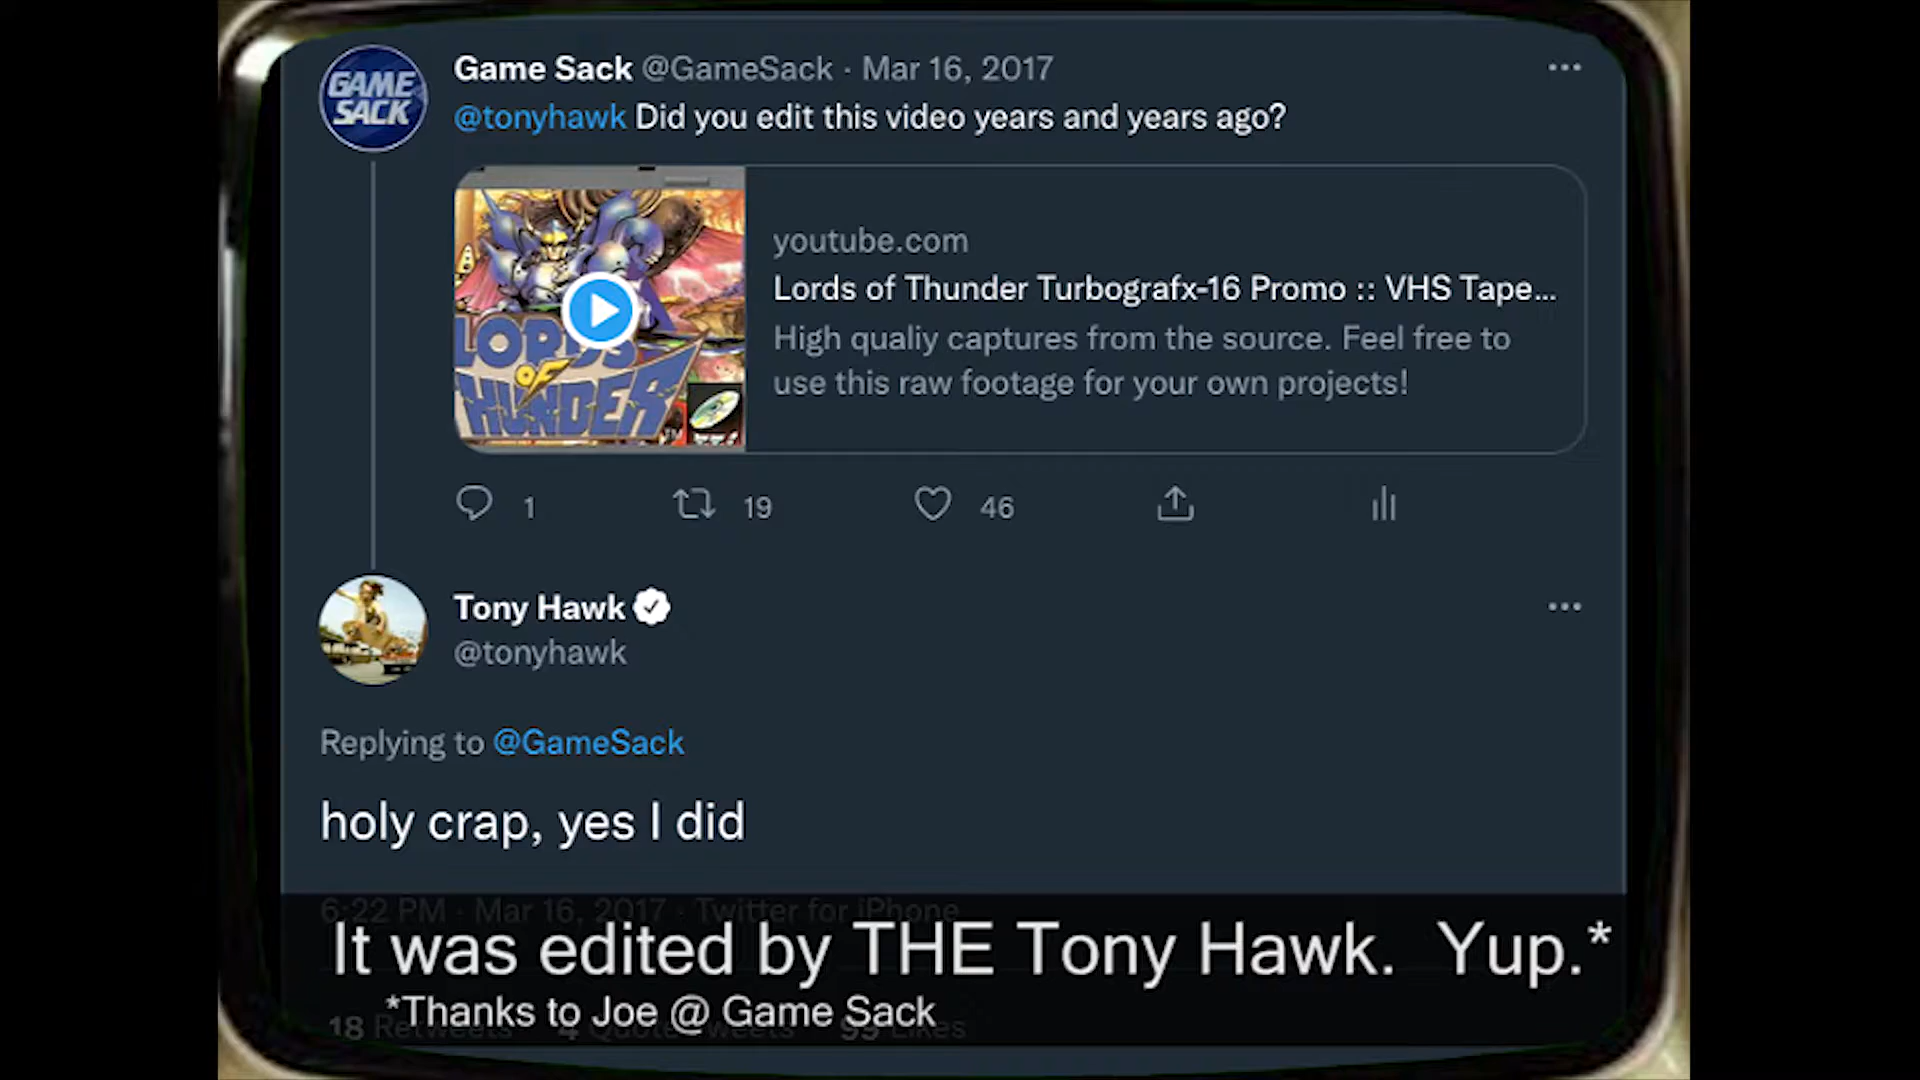 GAME
SACK
Game Sack @GameSack · Mar 16, 2017
@tonyhawk Did you edit this video years and years ago?
LORDS
OF
THUNDER
youtube.com
Lords of Thunder Turbografx-16 Promo :: VHS Tape...
High qualiy captures from the source. Feel free to
use this raw footage for your own projects!
1 19 46
Tony Hawk
@tonyhawk
Replying to @GameSack
holy crap, yes I did
6:22 PM · Mar 16, 2017 · Twitter for iPhone
It was edited by THE Tony Hawk. Yup.*
*Thanks to Joe @ Game Sack
18 Retweets 4 Quote Tweets 99 Likes